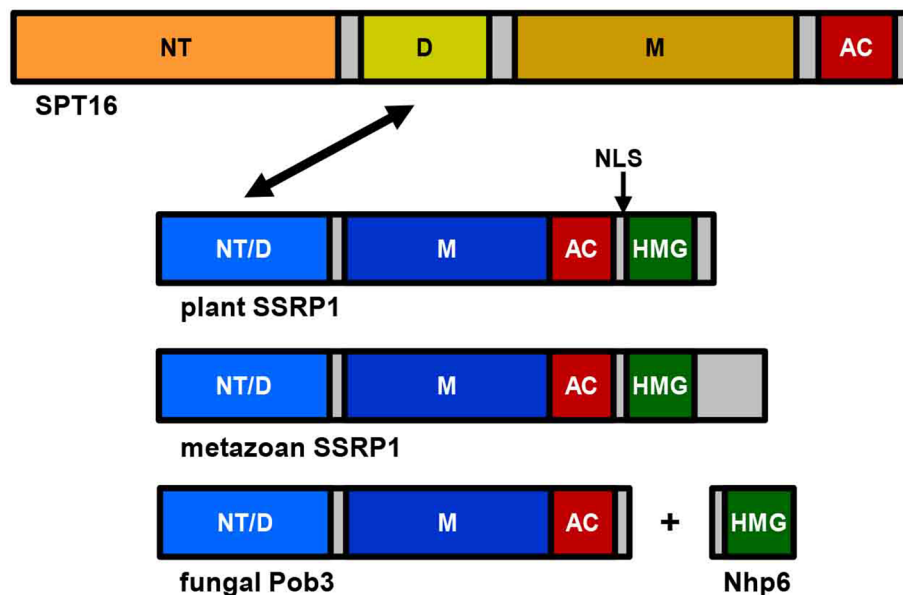 NT D M AC
SPT16
NLS
NT/D M AC HMG
plant SSRP1
NT/D M AC HMG
metazoan SSRP1
NT/D M AC + HMG
fungal Pob3 Nhp6